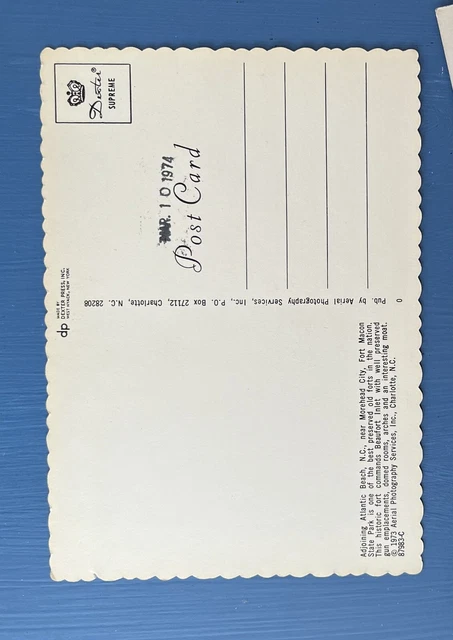 Adjoining Atlantic Beach, N.C., near Morehead City, Fort Macon
State Park is one of the best preserved old forts in the nation.
This historic fort commands Beaufort Inlet with well preserved
gun emplacements, domed rooms, arches and an interesting moat.
© 1973 Aerial Photography Services, Inc., Charlotte, N.C.
87983-C
dp
MADE BY
DEXTER PRESS, INC.
WEST NYACK, NEW YORK
Pub. by Aerial Photography Services, Inc., P.O. Box 27112, Charlotte, N.C. 28208
0
MAR. 10 1974
Post Card
Dexter®
SUPREME